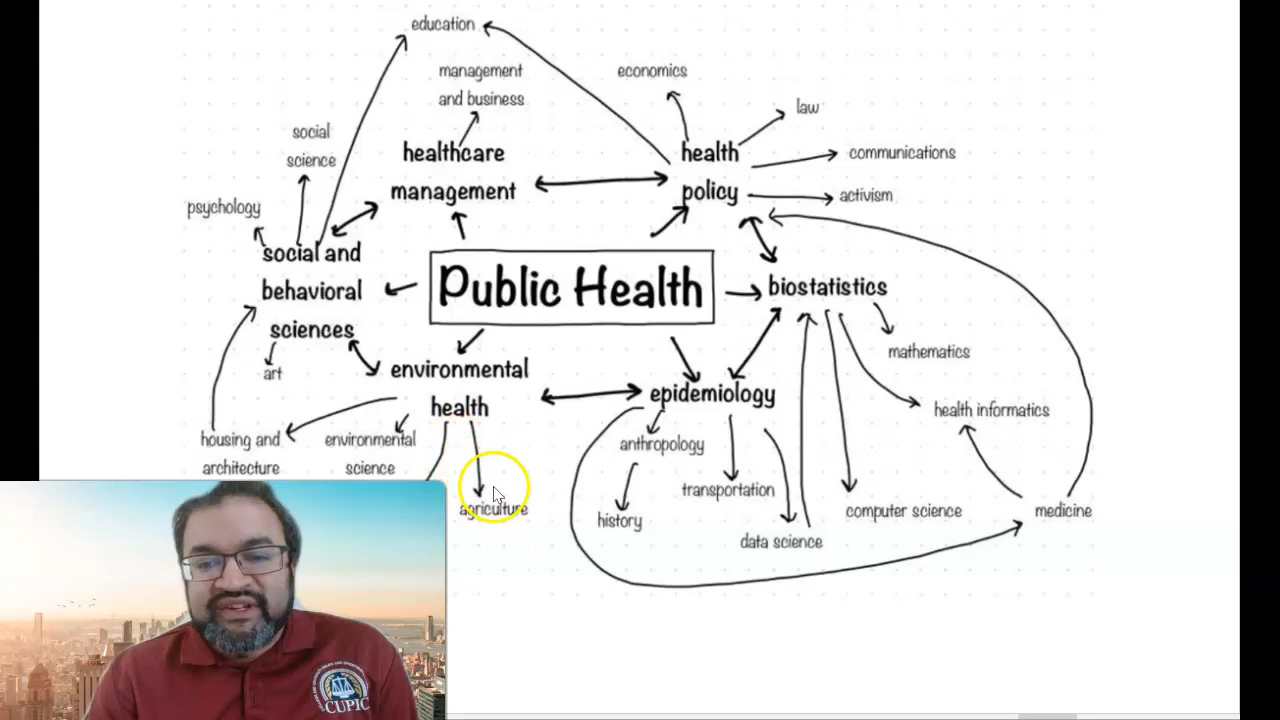 education
management
and business
economics
law
social
science
healthcare
management
health
policy
communications
activism
psychology
social and
behavioral
sciences
Public Health
biostatistics
art
environmental
health
epidemiology
mathematics
housing and
architecture
environmental
science
anthropology
health informatics
transportation
agriculture
history
data science
computer science
medicine
CUPIC